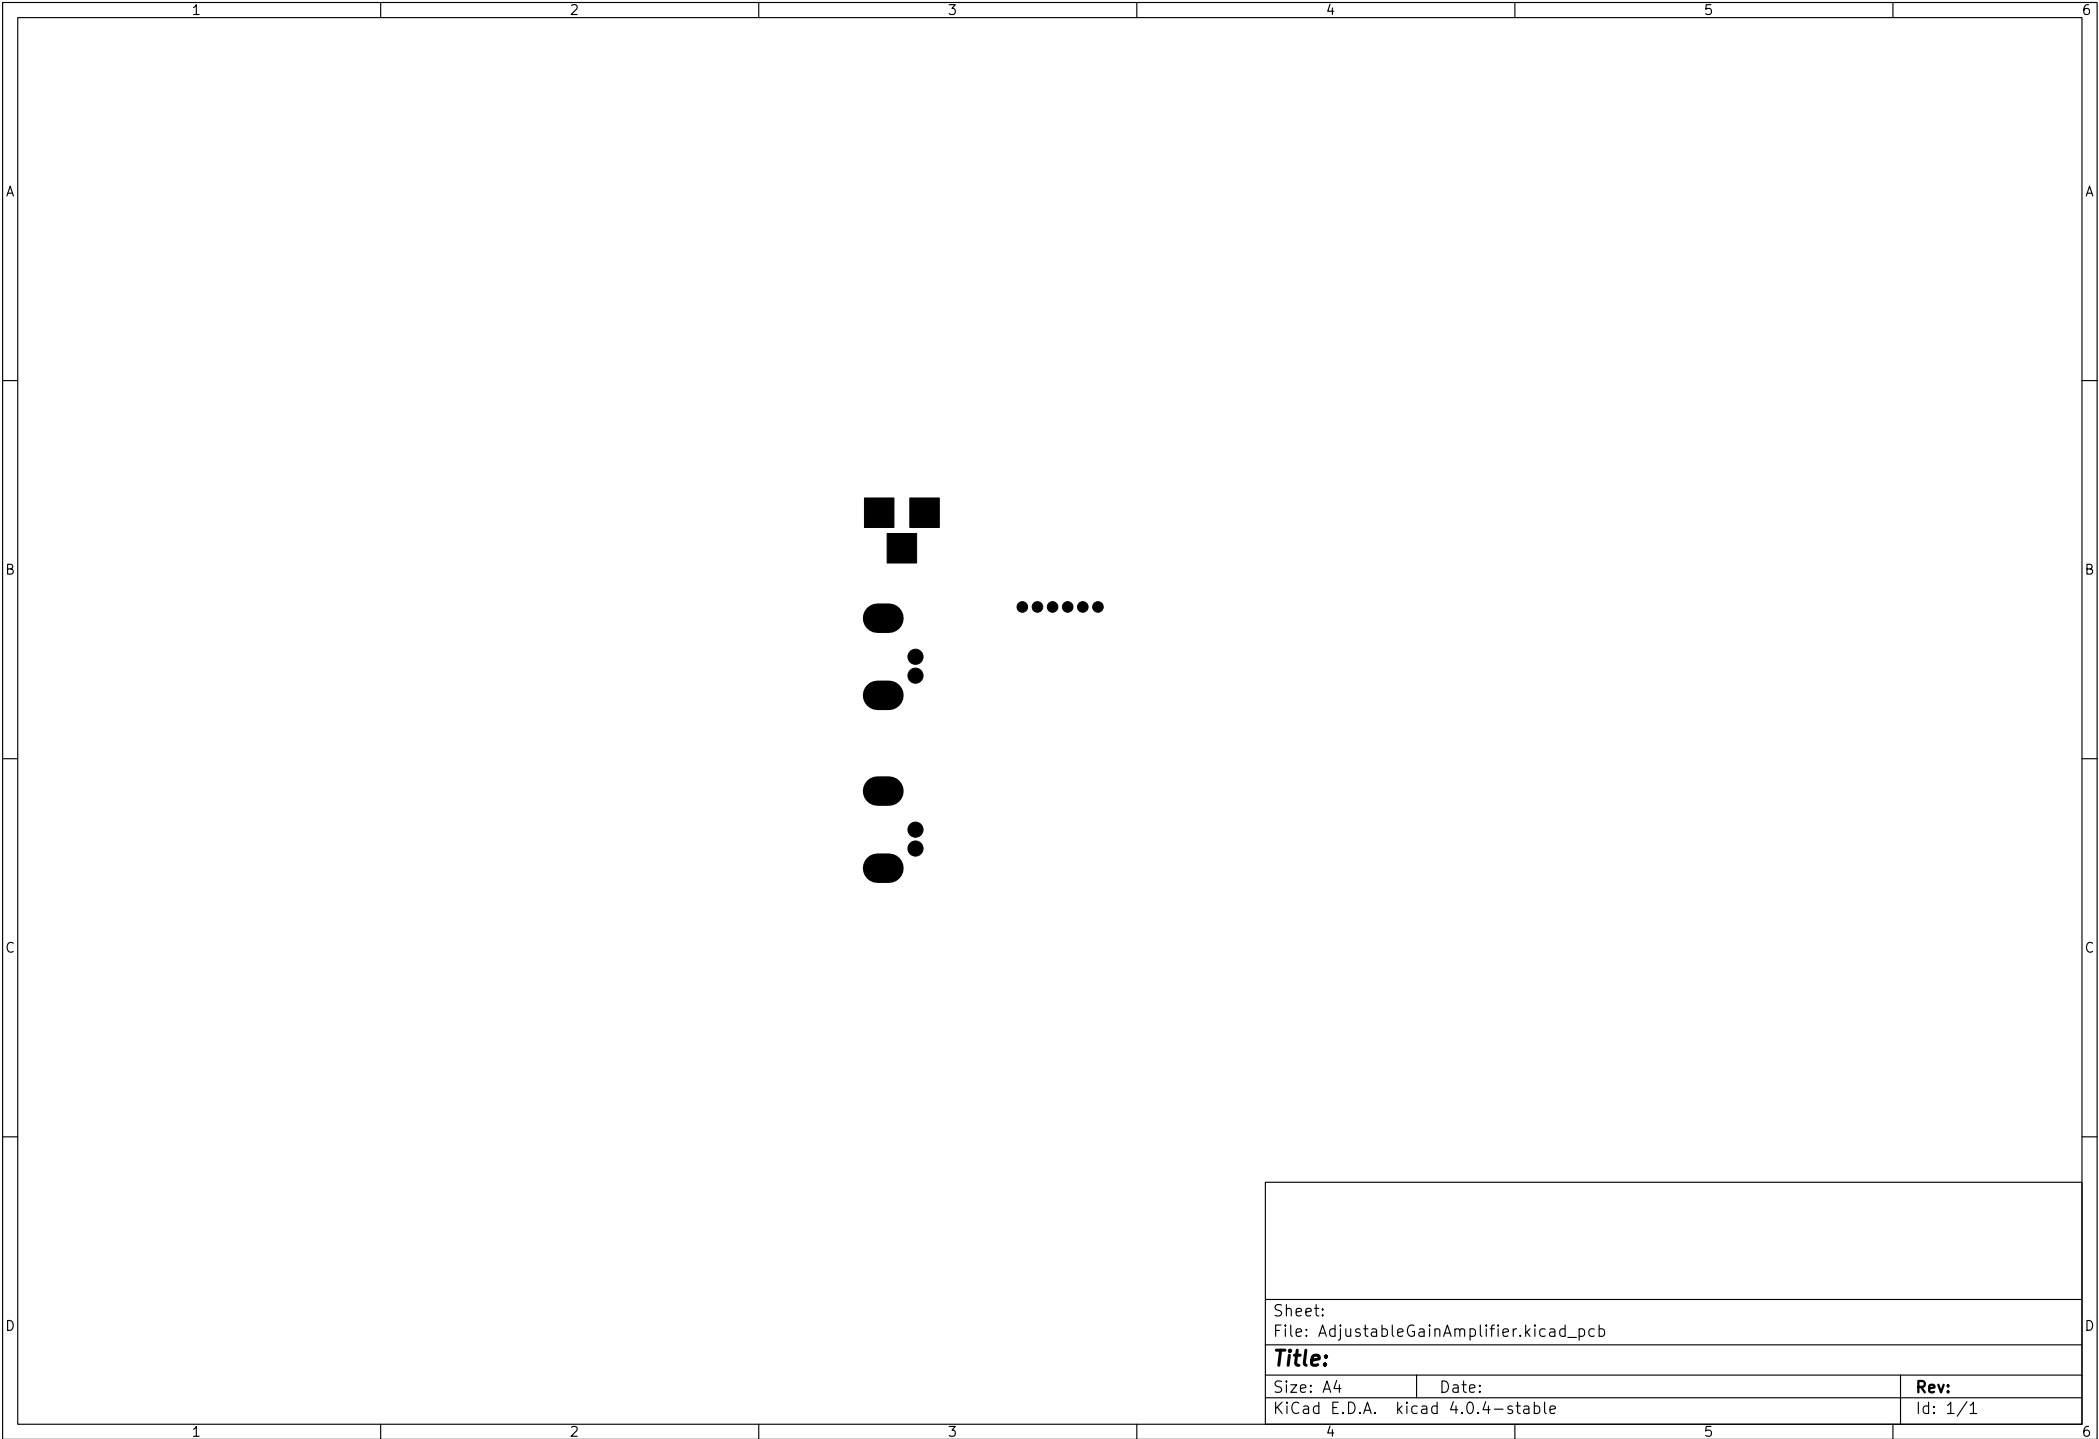 1 2 3 4 5 6
A A
B B
C C
Sheet:
File: AdjustableGainAmplifier.kicad_pcb
D D
Title:
Size: A4 Date: Rev:
KiCad E.D.A. kicad 4.0.4-stable Id: 1/1
1 2 3 4 5 6